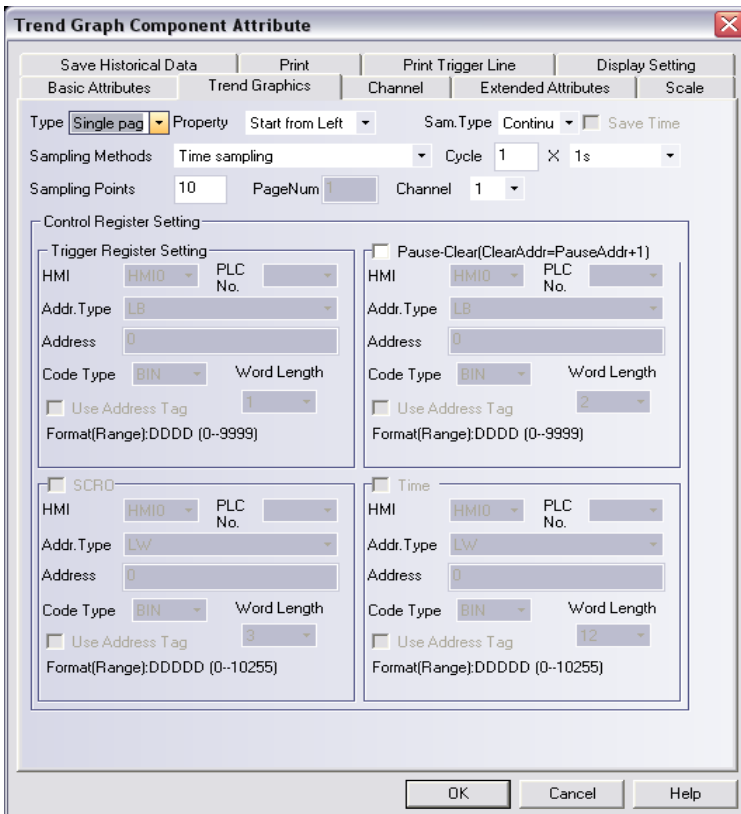 Trend Graph Component Attribute
Save Historical Data Print Print Trigger Line Display Setting
Basic Attributes Trend Graphics Channel Extended Attributes Scale
Type Single pag Property Start from Left Sam.Type Continu Save Time
Sampling Methods Time sampling Cycle 1 X 1s
Sampling Points 10 PageNum 1 Channel 1
Control Register Setting
Trigger Register Setting
HMI HMI0 PLC No.
Addr.Type LB
Address 0
Code Type BIN Word Length
Use Address Tag 1
Format(Range):DDDD (0--9999)
Pause-Clear(ClearAddr=PauseAddr+1)
HMI HMI0 PLC No.
Addr.Type LB
Address 0
Code Type BIN Word Length
Use Address Tag 2
Format(Range):DDDD (0--9999)
SCRO
HMI HMI0 PLC No.
Addr.Type LW
Address 0
Code Type BIN Word Length
Use Address Tag 3
Format(Range):DDDDD (0--10255)
Time
HMI HMI0 PLC No.
Addr.Type LW
Address 0
Code Type BIN Word Length
Use Address Tag 12
Format(Range):DDDDD (0--10255)
OK Cancel Help